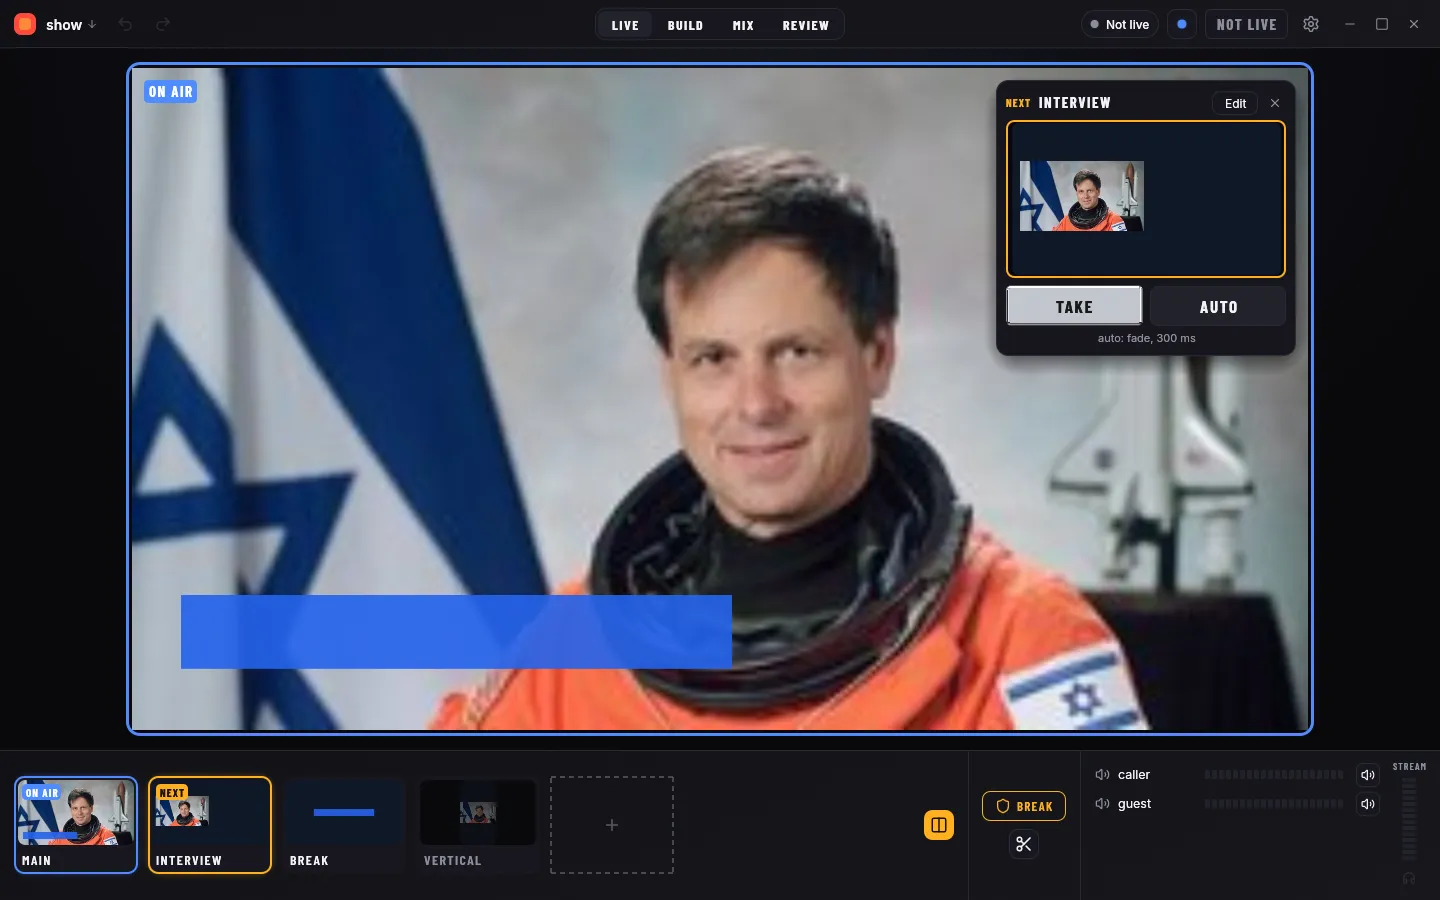 show
LIVE
BUILD
MIX
REVIEW
Not live
NOT LIVE
ON AIR
NEXT INTERVIEW
Edit
TAKE
AUTO
auto: fade, 300 ms
ON AIR
MAIN
NEXT
INTERVIEW
BREAK
VERTICAL
BREAK
caller
guest
STREAM